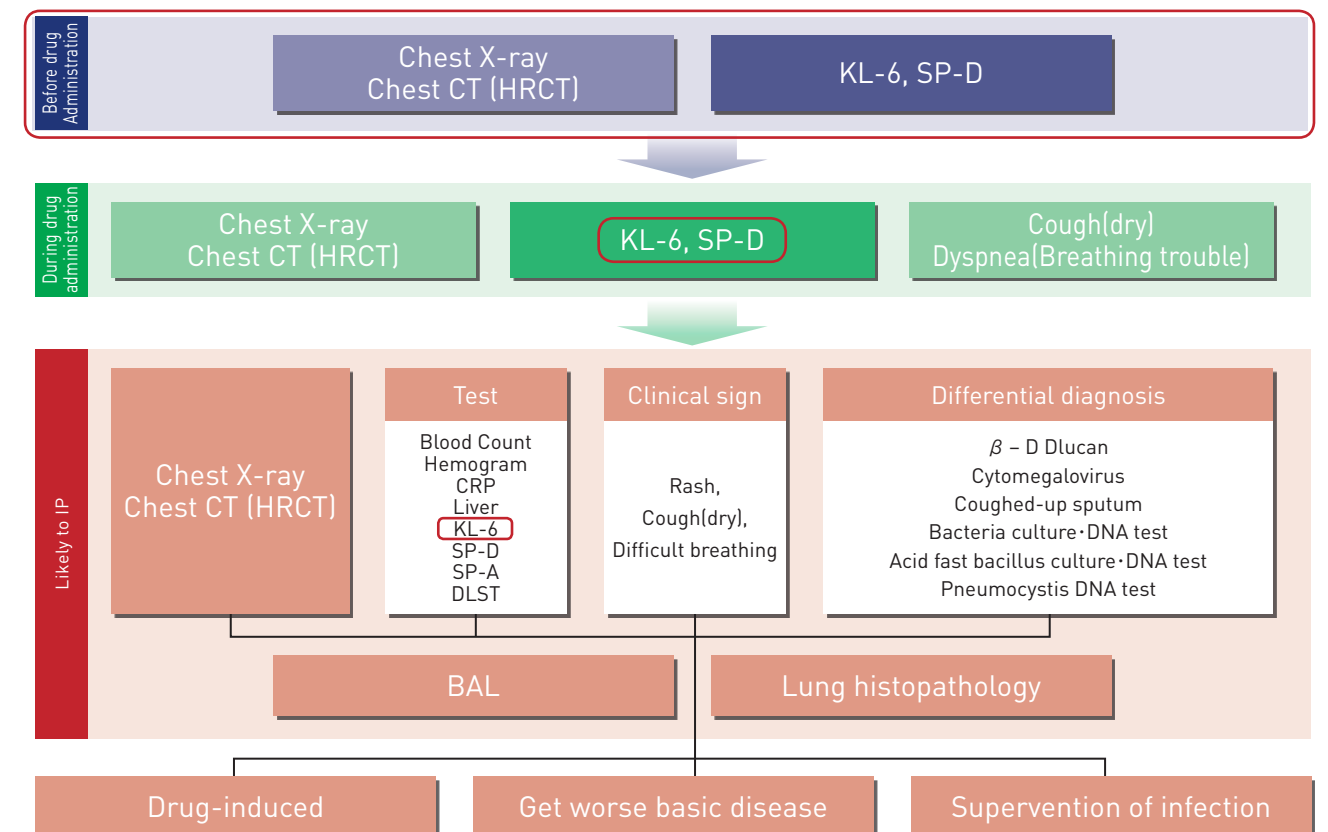 Before drug
Administration
Chest X-ray
Chest CT (HRCT)
KL-6, SP-D
During drug
administration
Chest X-ray
Chest CT (HRCT)
KL-6, SP-D
Cough(dry)
Dyspnea(Breathing trouble)
Likely to IP
Chest X-ray
Chest CT (HRCT)
Test
Blood Count
Hemogram
CRP
Liver
KL-6
SP-D
SP-A
DLST
Clinical sign
Rash,
Cough(dry),
Difficult breathing
Differential diagnosis
β – D Dlucan
Cytomegalovirus
Coughed-up sputum
Bacteria culture・DNA test
Acid fast bacillus culture・DNA test
Pneumocystis DNA test
BAL
Lung histopathology
Drug-induced
Get worse basic disease
Supervention of infection